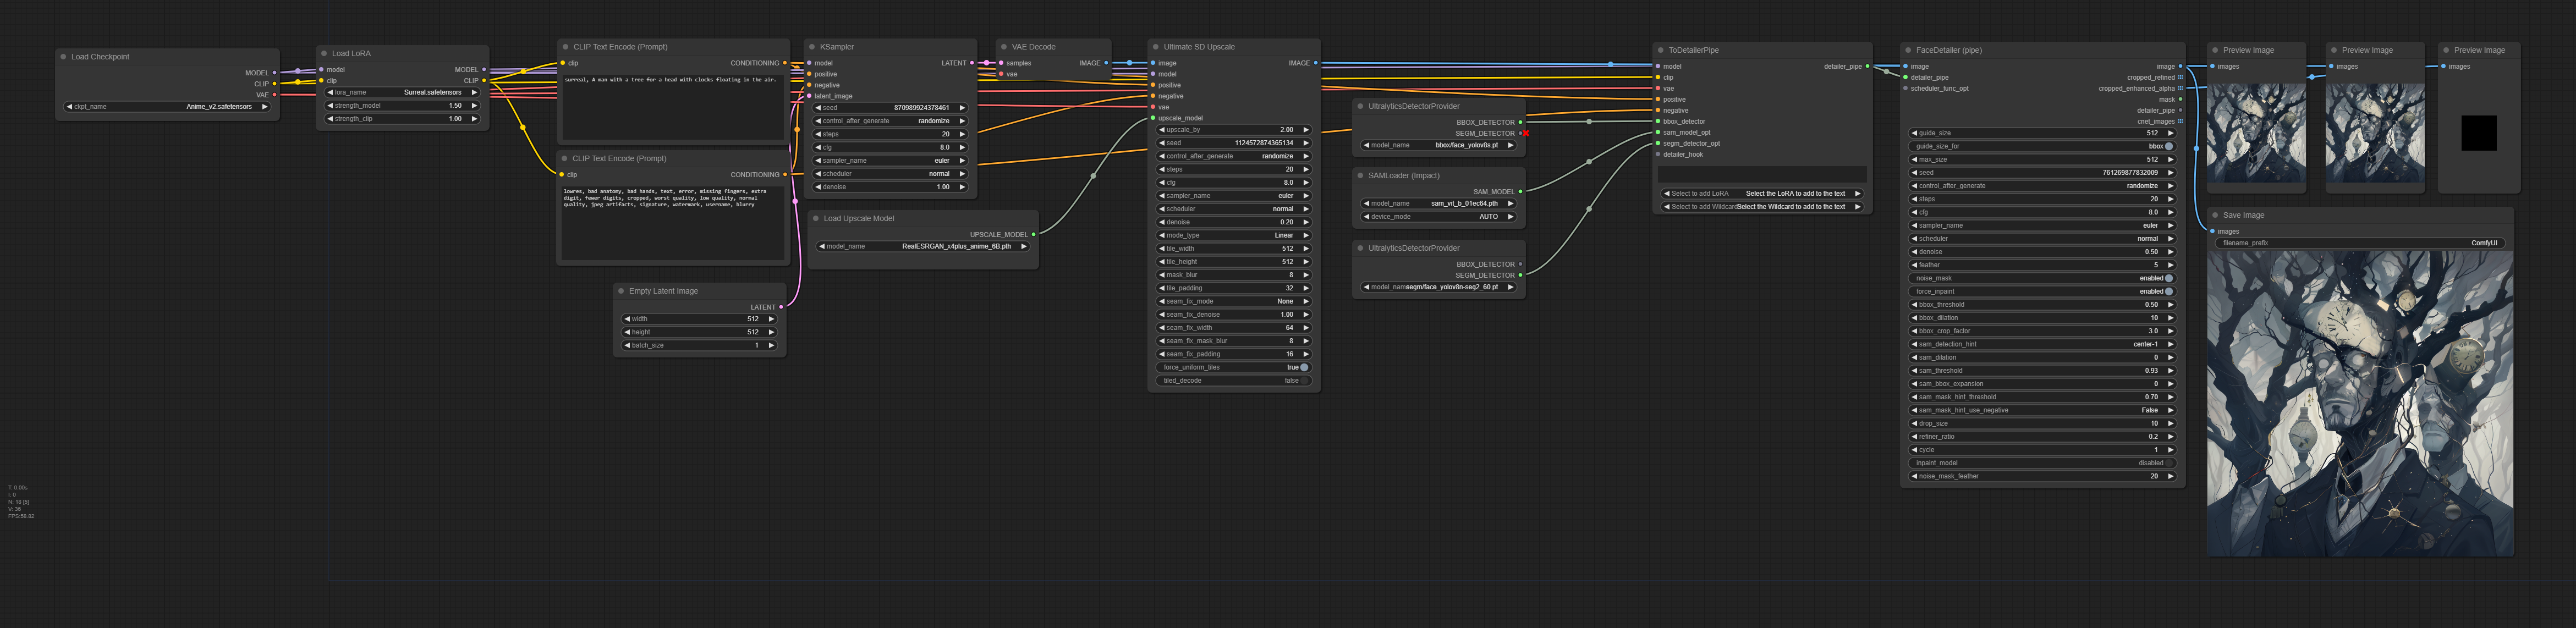 Load Checkpoint
MODEL
CLIP
VAE
ckpt_name Anime_v2.safetensors
Load LoRA
model MODEL
clip CLIP
lora_name Surreal.safetensors
strength_model 1.50
strength_clip 1.00
CLIP Text Encode (Prompt)
clip CONDITIONING
surreal, A man with a tree for a head with clocks floating in the air.
CLIP Text Encode (Prompt)
clip CONDITIONING
lowres, bad anatomy, bad hands, text, error, missing fingers, extra
digit, fewer digits, cropped, worst quality, low quality, normal
quality, jpeg artifacts, signature, watermark, username, blurry
Empty Latent Image
LATENT
width 512
height 512
batch_size 1
KSampler
model LATENT
positive
negative
latent_image
seed 870989924378461
control_after_generate randomize
steps 20
cfg 8.0
sampler_name euler
scheduler normal
denoise 1.00
Load Upscale Model
UPSCALE_MODEL
model_name RealESRGAN_x4plus_anime_6B.pth
VAE Decode
samples IMAGE
vae
Ultimate SD Upscale
image IMAGE
model
positive
negative
vae
upscale_model
upscale_by 2.00
seed 1124572874365134
control_after_generate randomize
steps 20
cfg 8.0
sampler_name euler
scheduler normal
denoise 0.20
mode_type Linear
tile_width 512
tile_height 512
mask_blur 8
tile_padding 32
seam_fix_mode None
seam_fix_denoise 1.00
seam_fix_width 64
seam_fix_mask_blur 8
seam_fix_padding 16
force_uniform_tiles true
tiled_decode false
UltralyticsDetectorProvider
BBOX_DETECTOR
SEGM_DETECTOR
model_name bbox/face_yolov8s.pt
SAMLoader (Impact)
SAM_MODEL
model_name sam_vit_b_01ec64.pth
device_mode AUTO
UltralyticsDetectorProvider
BBOX_DETECTOR
SEGM_DETECTOR
model_nam segm/face_yolov8n-seg2_60.pt
ToDetailerPipe
model detailer_pipe
clip
vae
positive
negative
bbox_detector
sam_model_opt
segm_detector_opt
detailer_hook
Select to add LoRA Select the LoRA to add to the text
Select to add Wildcard Select the Wildcard to add to the text
FaceDetailer (pipe)
image image
detailer_pipe cropped_refined
scheduler_func_opt cropped_enhanced_alpha
mask
detailer_pipe
cnet_images
guide_size 512
guide_size_for bbox
max_size 512
seed 761269877832009
control_after_generate randomize
steps 20
cfg 8.0
sampler_name euler
scheduler normal
denoise 0.50
feather 5
noise_mask enabled
force_inpaint enabled
bbox_threshold 0.50
bbox_dilation 10
bbox_crop_factor 3.0
sam_detection_hint center-1
sam_dilation 0
sam_threshold 0.93
sam_bbox_expansion 0
sam_mask_hint_threshold 0.70
sam_mask_hint_use_negative False
drop_size 10
refiner_ratio 0.2
cycle 1
inpaint_model disabled
noise_mask_feather 20
Preview Image
images
Preview Image
images
Preview Image
images
Save Image
images
filename_prefix ComfyUI
T: 0.00s
I: 0
N: 18 [9]
V: 36
FPS:56.82